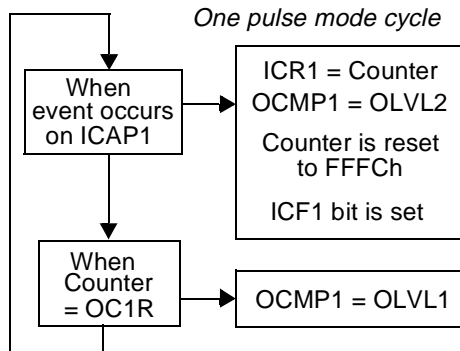 One pulse mode cycle
When
event occurs
on ICAP1
ICR1 = Counter
OCMP1 = OLVL2
Counter is reset
to FFFCh
ICF1 bit is set
When
Counter
= OC1R
OCMP1 = OLVL1